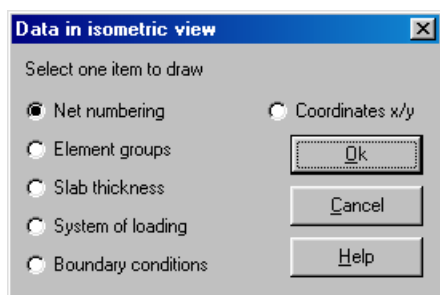 Data in isometric view
Select one item to draw
Net numbering
Coordinates x/y
Element groups
Ok
Slab thickness
Cancel
System of loading
Help
Boundary conditions